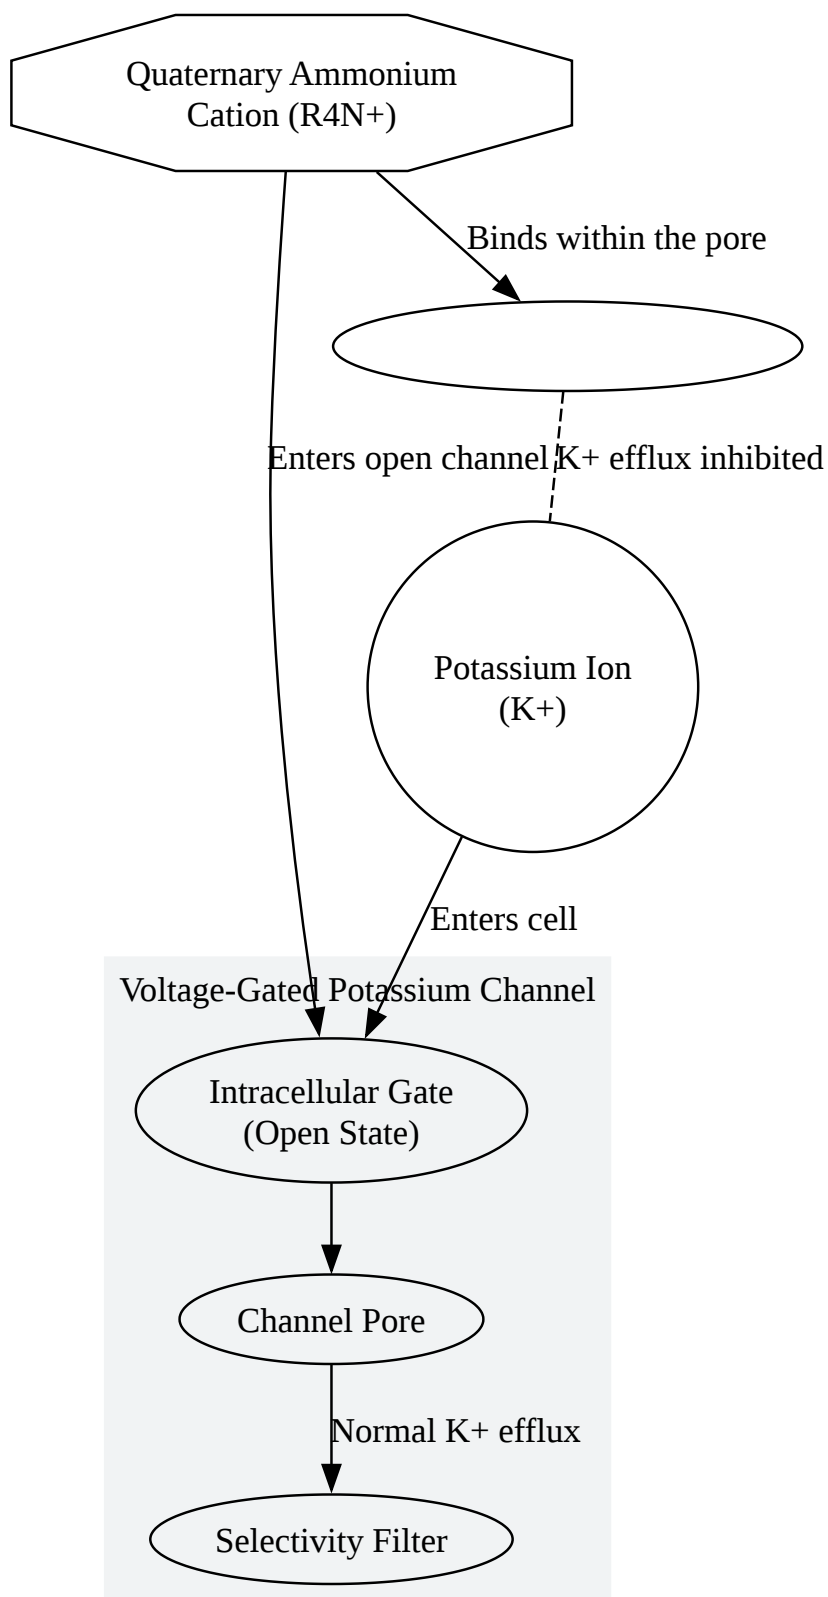 Quaternary Ammonium
Cation (R4N+)
Binds within the pore
Enters open channel
K+ efflux inhibited
Potassium Ion
(K+)
Enters cell
Voltage-Gated Potassium Channel
Intracellular Gate
(Open State)
Channel Pore
Normal K+ efflux
Selectivity Filter